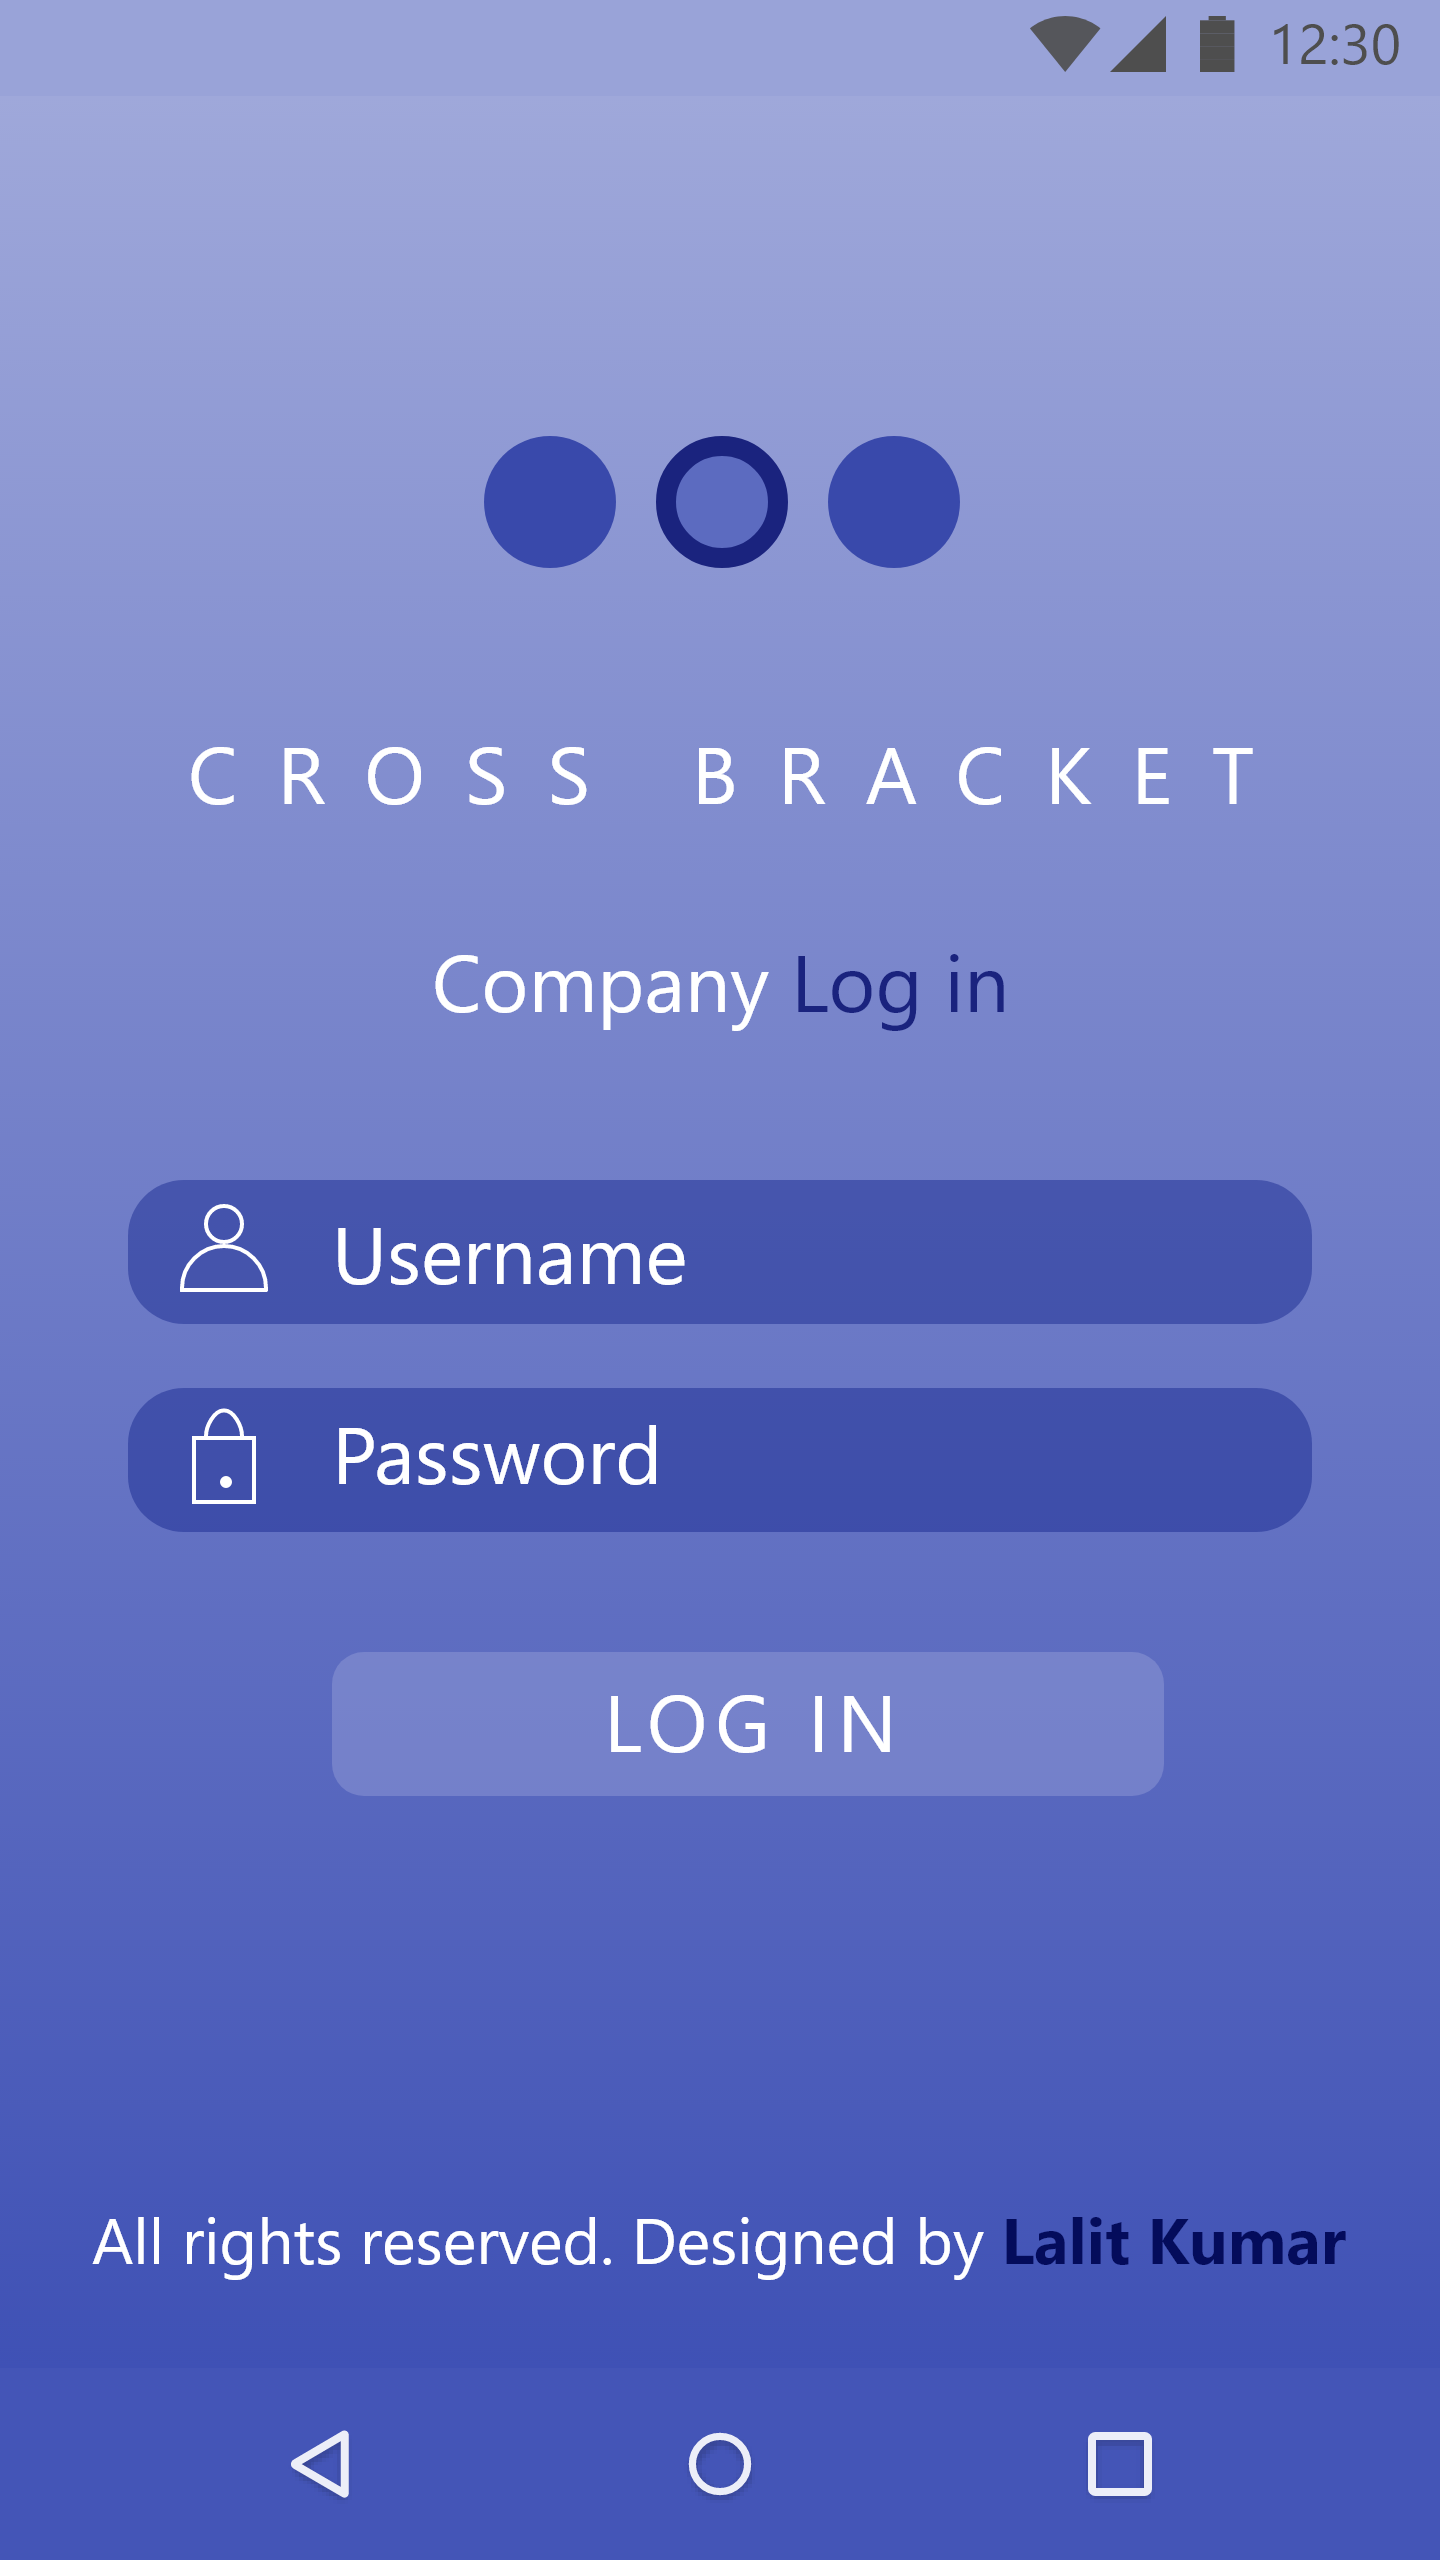 12:30
CROSS BRACKET
Company Log in
Username
Password
LOG IN
All rights reserved. Designed by Lalit Kumar